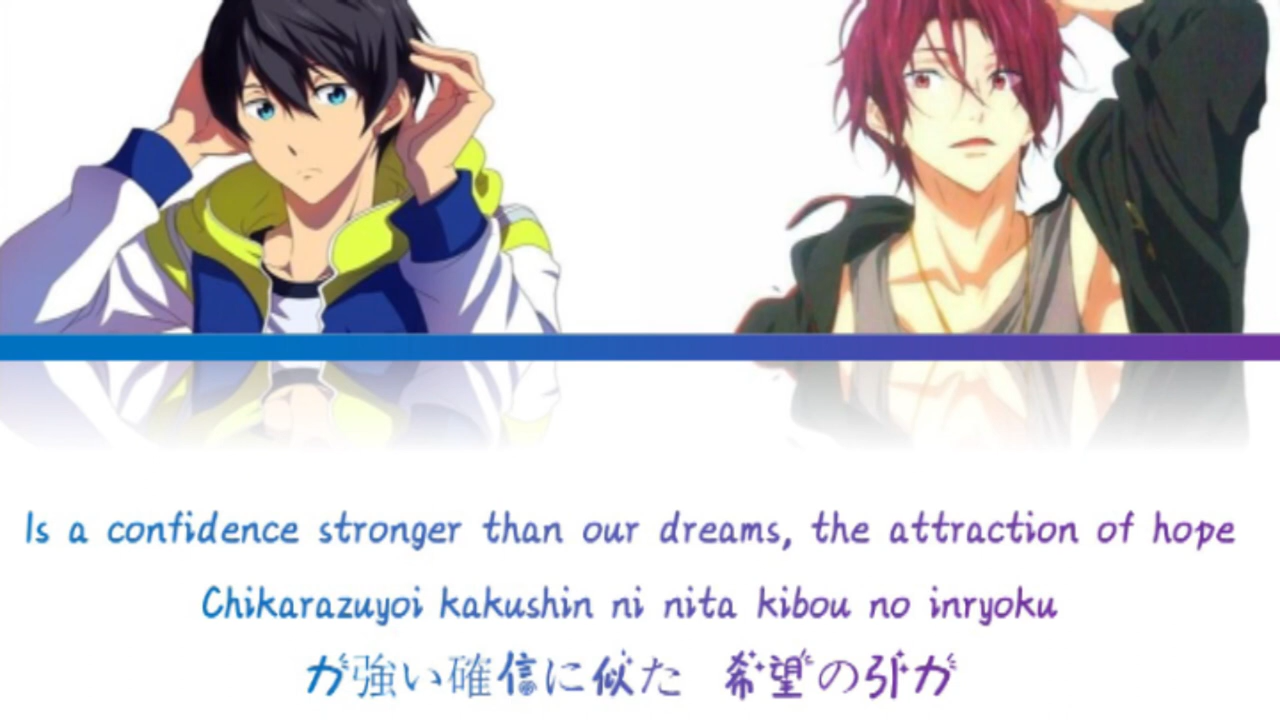 Is a confidence stronger than our dreams, the attraction of hope
Chikarazuyoi kakushin ni nita kibou no inryoku
力強い確信に似た 希望の引力